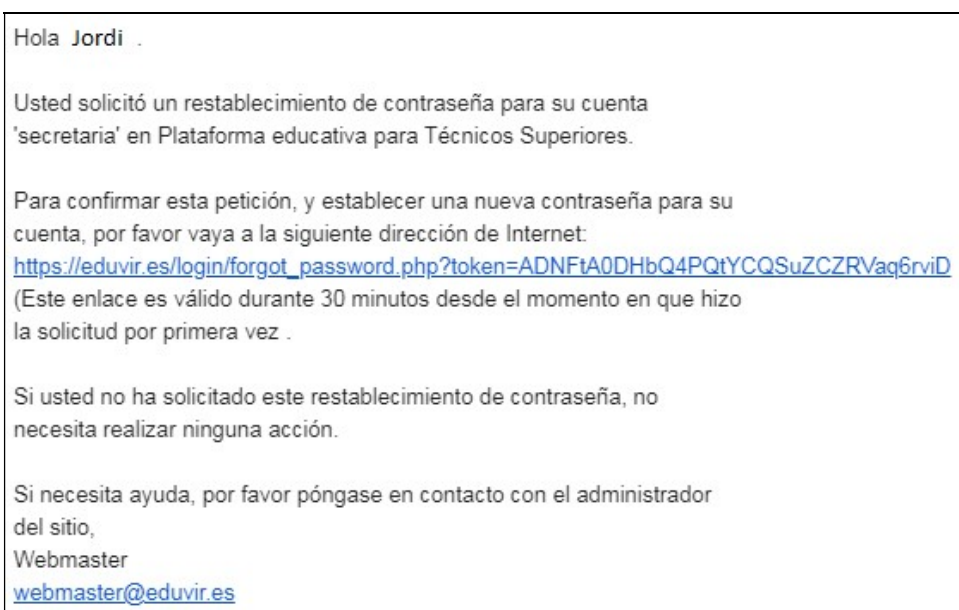 Hola Jordi .
Usted solicitó un restablecimiento de contraseña para su cuenta
'secretaria' en Plataforma educativa para Técnicos Superiores.
Para confirmar esta petición, y establecer una nueva contraseña para su
cuenta, por favor vaya a la siguiente dirección de Internet:
https://eduvir.es/login/forgot_password.php?token=ADNFtA0DHbQ4PQtYCQSuZCZRVaq6rviD
(Este enlace es válido durante 30 minutos desde el momento en que hizo
la solicitud por primera vez .
Si usted no ha solicitado este restablecimiento de contraseña, no
necesita realizar ninguna acción.
Si necesita ayuda, por favor póngase en contacto con el administrador
del sitio,
Webmaster
webmaster@eduvir.es